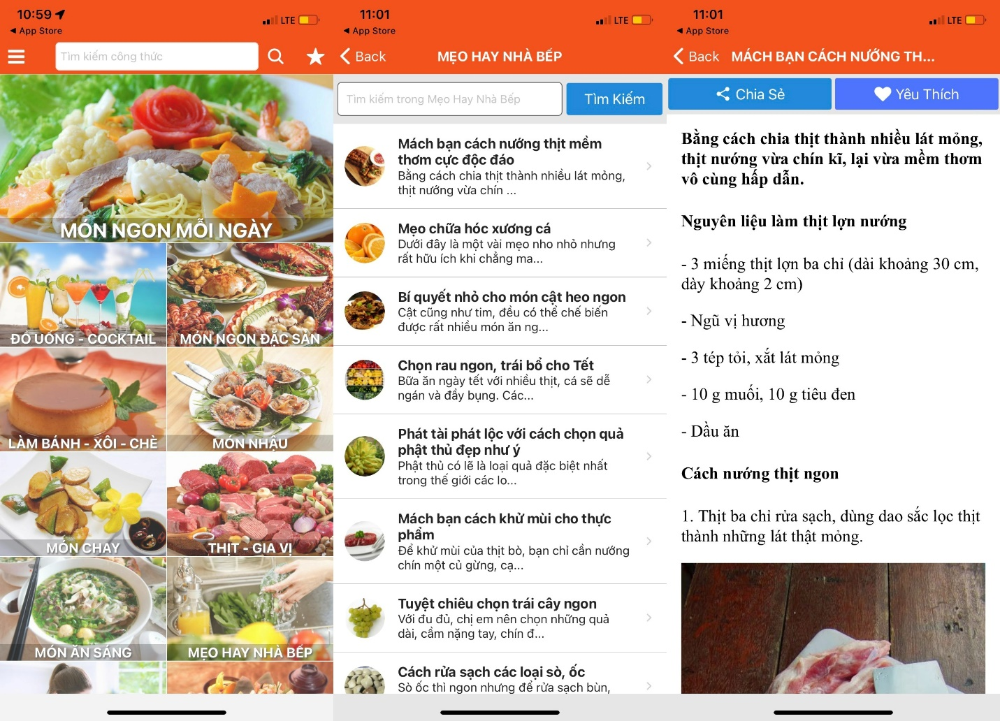 10:59
LTE
◄ App Store
Tìm kiếm công thức
MÓN NGON MỖI NGÀY
ĐỒ UỐNG - COCKTAIL
MÓN NGON ĐẶC SẢN
LÀM BÁNH - XÔI - CHÈ
MÓN NHẬU
MÓN CHAY
THỊT - GIA VỊ
MÓN ĂN SÁNG
MẸO HAY NHÀ BẾP
11:01
LTE
◄ App Store
Back
MẸO HAY NHÀ BẾP
Tìm kiếm trong Mẹo Hay Nhà Bếp
Tìm Kiếm
Mách bạn cách nướng thịt mềm
thơm cực độc đáo
Bằng cách chia thịt thành nhiều lát mỏng,
thịt nướng vừa chín ...
Mẹo chữa hóc xương cá
Dưới đây là một vài mẹo nho nhỏ nhưng
rất hữu ích khi chẳng ma...
Bí quyết nhỏ cho món cật heo ngon
Cật cũng như tim, đều có thể chế biến
được rất nhiều món ăn ng...
Chọn rau ngon, trái bổ cho Tết
Bữa ăn ngày tết với nhiều thịt, cá sẽ dễ
ngán và đầy bụng. Các...
Phát tài phát lộc với cách chọn quả
phật thủ đẹp như ý
Phật thủ có lẽ là loại quả đặc biệt nhất
trong thế giới các lo...
Mách bạn cách khử mùi cho thực
phẩm
Để khử mùi của thịt bò, bạn chỉ cần nướng
chín một củ gừng, cạ...
Tuyệt chiêu chọn trái cây ngon
Với đu đủ, chị em nên chọn những quả
dài, cầm nặng tay, chín đ...
Cách rửa sạch các loại sò, ốc
Sò ốc thì ngon nhưng để rửa sạch bùn,
11:01
LTE
◄ App Store
Back
MÁCH BẠN CÁCH NƯỚNG TH...
Chia Sẻ
Yêu Thích
Bằng cách chia thịt thành nhiều lát mỏng,
thịt nướng vừa chín kĩ, lại vừa mềm thơm
vô cùng hấp dẫn.
Nguyên liệu làm thịt lợn nướng
- 3 miếng thịt lợn ba chỉ (dài khoảng 30 cm,
dày khoảng 2 cm)
- Ngũ vị hương
- 3 tép tỏi, xắt lát mỏng
- 10 g muối, 10 g tiêu đen
- Dầu ăn
Cách nướng thịt ngon
1. Thịt ba chỉ rửa sạch, dùng dao sắc lọc thịt
thành những lát thật mỏng.